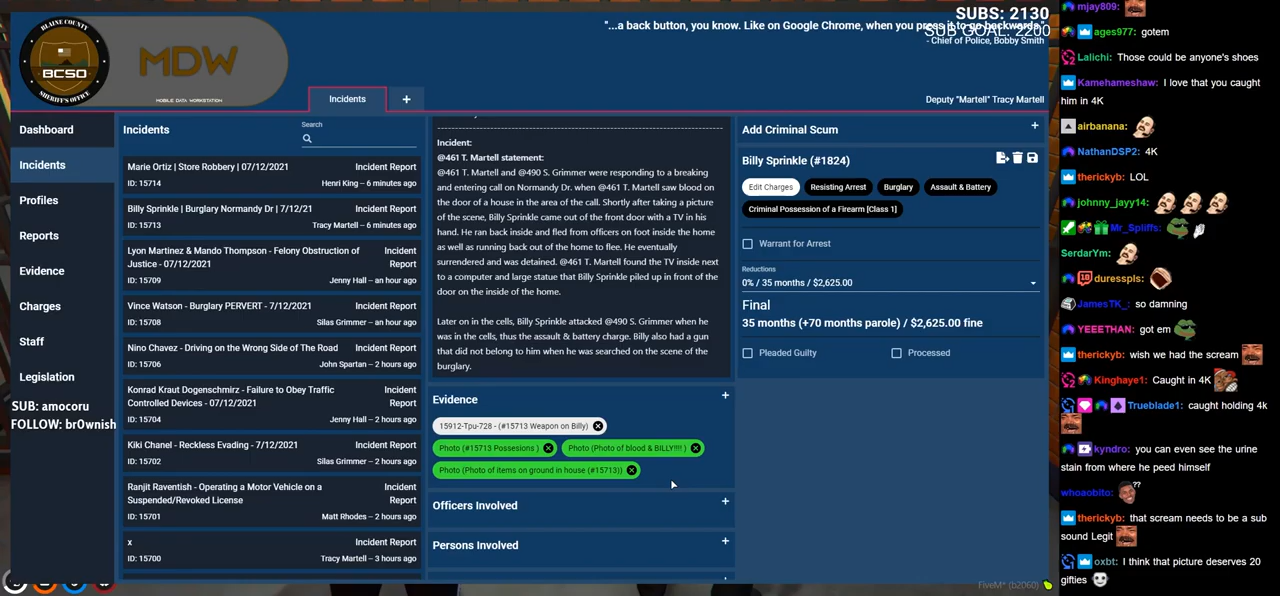 BLAINE COUNTY
BCSO
SHERIFF'S OFFICE
MDW
MOBILE DATA WORKSTATION
"...a back button, you know. Like on Google Chrome, when you press it to go backwards."
- Chief of Police, Bobby Smith
SUBS: 2130
SUB GOAL: 2200
Incidents
+
Deputy "Martell" Tracy Martell
Dashboard
Incidents
Profiles
Reports
Evidence
Charges
Staff
Legislation
SUB: amocoru
FOLLOW: br0wnish
Incidents
Search
Marie Ortiz | Store Robbery | 07/12/2021
Incident Report
ID: 15714
Henri King – 6 minutes ago
Billy Sprinkle | Burglary Normandy Dr | 7/12/21
Incident Report
ID: 15713
Tracy Martell – 6 minutes ago
Lyon Martinez & Mando Thompson - Felony Obstruction of
Justice - 07/12/2021
Incident
Report
ID: 15709
Jenny Hall – an hour ago
Vince Watson - Burglary PERVERT - 7/12/2021
Incident Report
ID: 15708
Silas Grimmer – an hour ago
Nino Chavez - Driving on the Wrong Side of The Road
Incident Report
ID: 15706
John Spartan – 2 hours ago
Konrad Kraut Dogenschmirz - Failure to Obey Traffic
Controlled Devices - 07/12/2021
Incident
Report
ID: 15704
Jenny Hall – 2 hours ago
Kiki Chanel - Reckless Evading - 7/12/2021
Incident Report
ID: 15702
Silas Grimmer – 2 hours ago
Ranjit Raventish - Operating a Motor Vehicle on a
Suspended/Revoked License
Incident
Report
ID: 15701
Matt Rhodes – 2 hours ago
x
Incident Report
ID: 15700
Tracy Martell – 3 hours ago
Incident:
@461 T. Martell statement:
@461 T. Martell and @490 S. Grimmer were responding to a breaking
and entering call on Normandy Dr. when @461 T. Martell saw blood on
the door of a house in the area of the call. Shortly after taking a picture
of the scene, Billy Sprinkle came out of the front door with a TV in his
hand. He ran back inside and fled from officers on foot inside the home
as well as running back out of the home to flee. He eventually
surrendered and was detained. @461 T. Martell found the TV inside next
to a computer and large statue that Billy Sprinkle piled up in front of the
door on the inside of the home.
Later on in the cells, Billy Sprinkle attacked @490 S. Grimmer when he
was in the cells, thus the assault & battery charge. Billy also had a gun
that did not belong to him when he was searched on the scene of the
burglary.
Evidence
+
15912-Tpu-728 - (#15713 Weapon on Billy)
Photo (#15713 Possesions )
Photo (Photo of blood & BILLY!!!! )
Photo (Photo of items on ground in house (#15713))
Officers Involved
+
Persons Involved
+
Add Criminal Scum
+
Billy Sprinkle (#1824)
Edit Charges
Resisting Arrest
Burglary
Assault & Battery
Criminal Possession of a Firearm [Class 1]
Warrant for Arrest
Reductions
0% / 35 months / $2,625.00
Final
35 months (+70 months parole) / $2,625.00 fine
Pleaded Guilty
Processed
FiveM* (b2060)
mjay809:
ages977: gotem
Lalichi: Those could be anyone's shoes
Kamehameshaw: I love that you caught
him in 4K
airbanana:
NathanDSP2: 4K
therickyb: LOL
johnny_jayy14:
Mr_Spliffs:
SerdarYm:
duresspls:
JamesTK_: so damning
YEEETHAN: got em
therickyb: wish we had the scream
Kinghaye1: Caught in 4K
Trueblade1: caught holding 4k
kyndro: you can even see the urine
stain from where he peed himself
whoaobito: ??
therickyb: that scream needs to be a sub
sound Legit
oxbt: I think that picture deserves 20
gifties